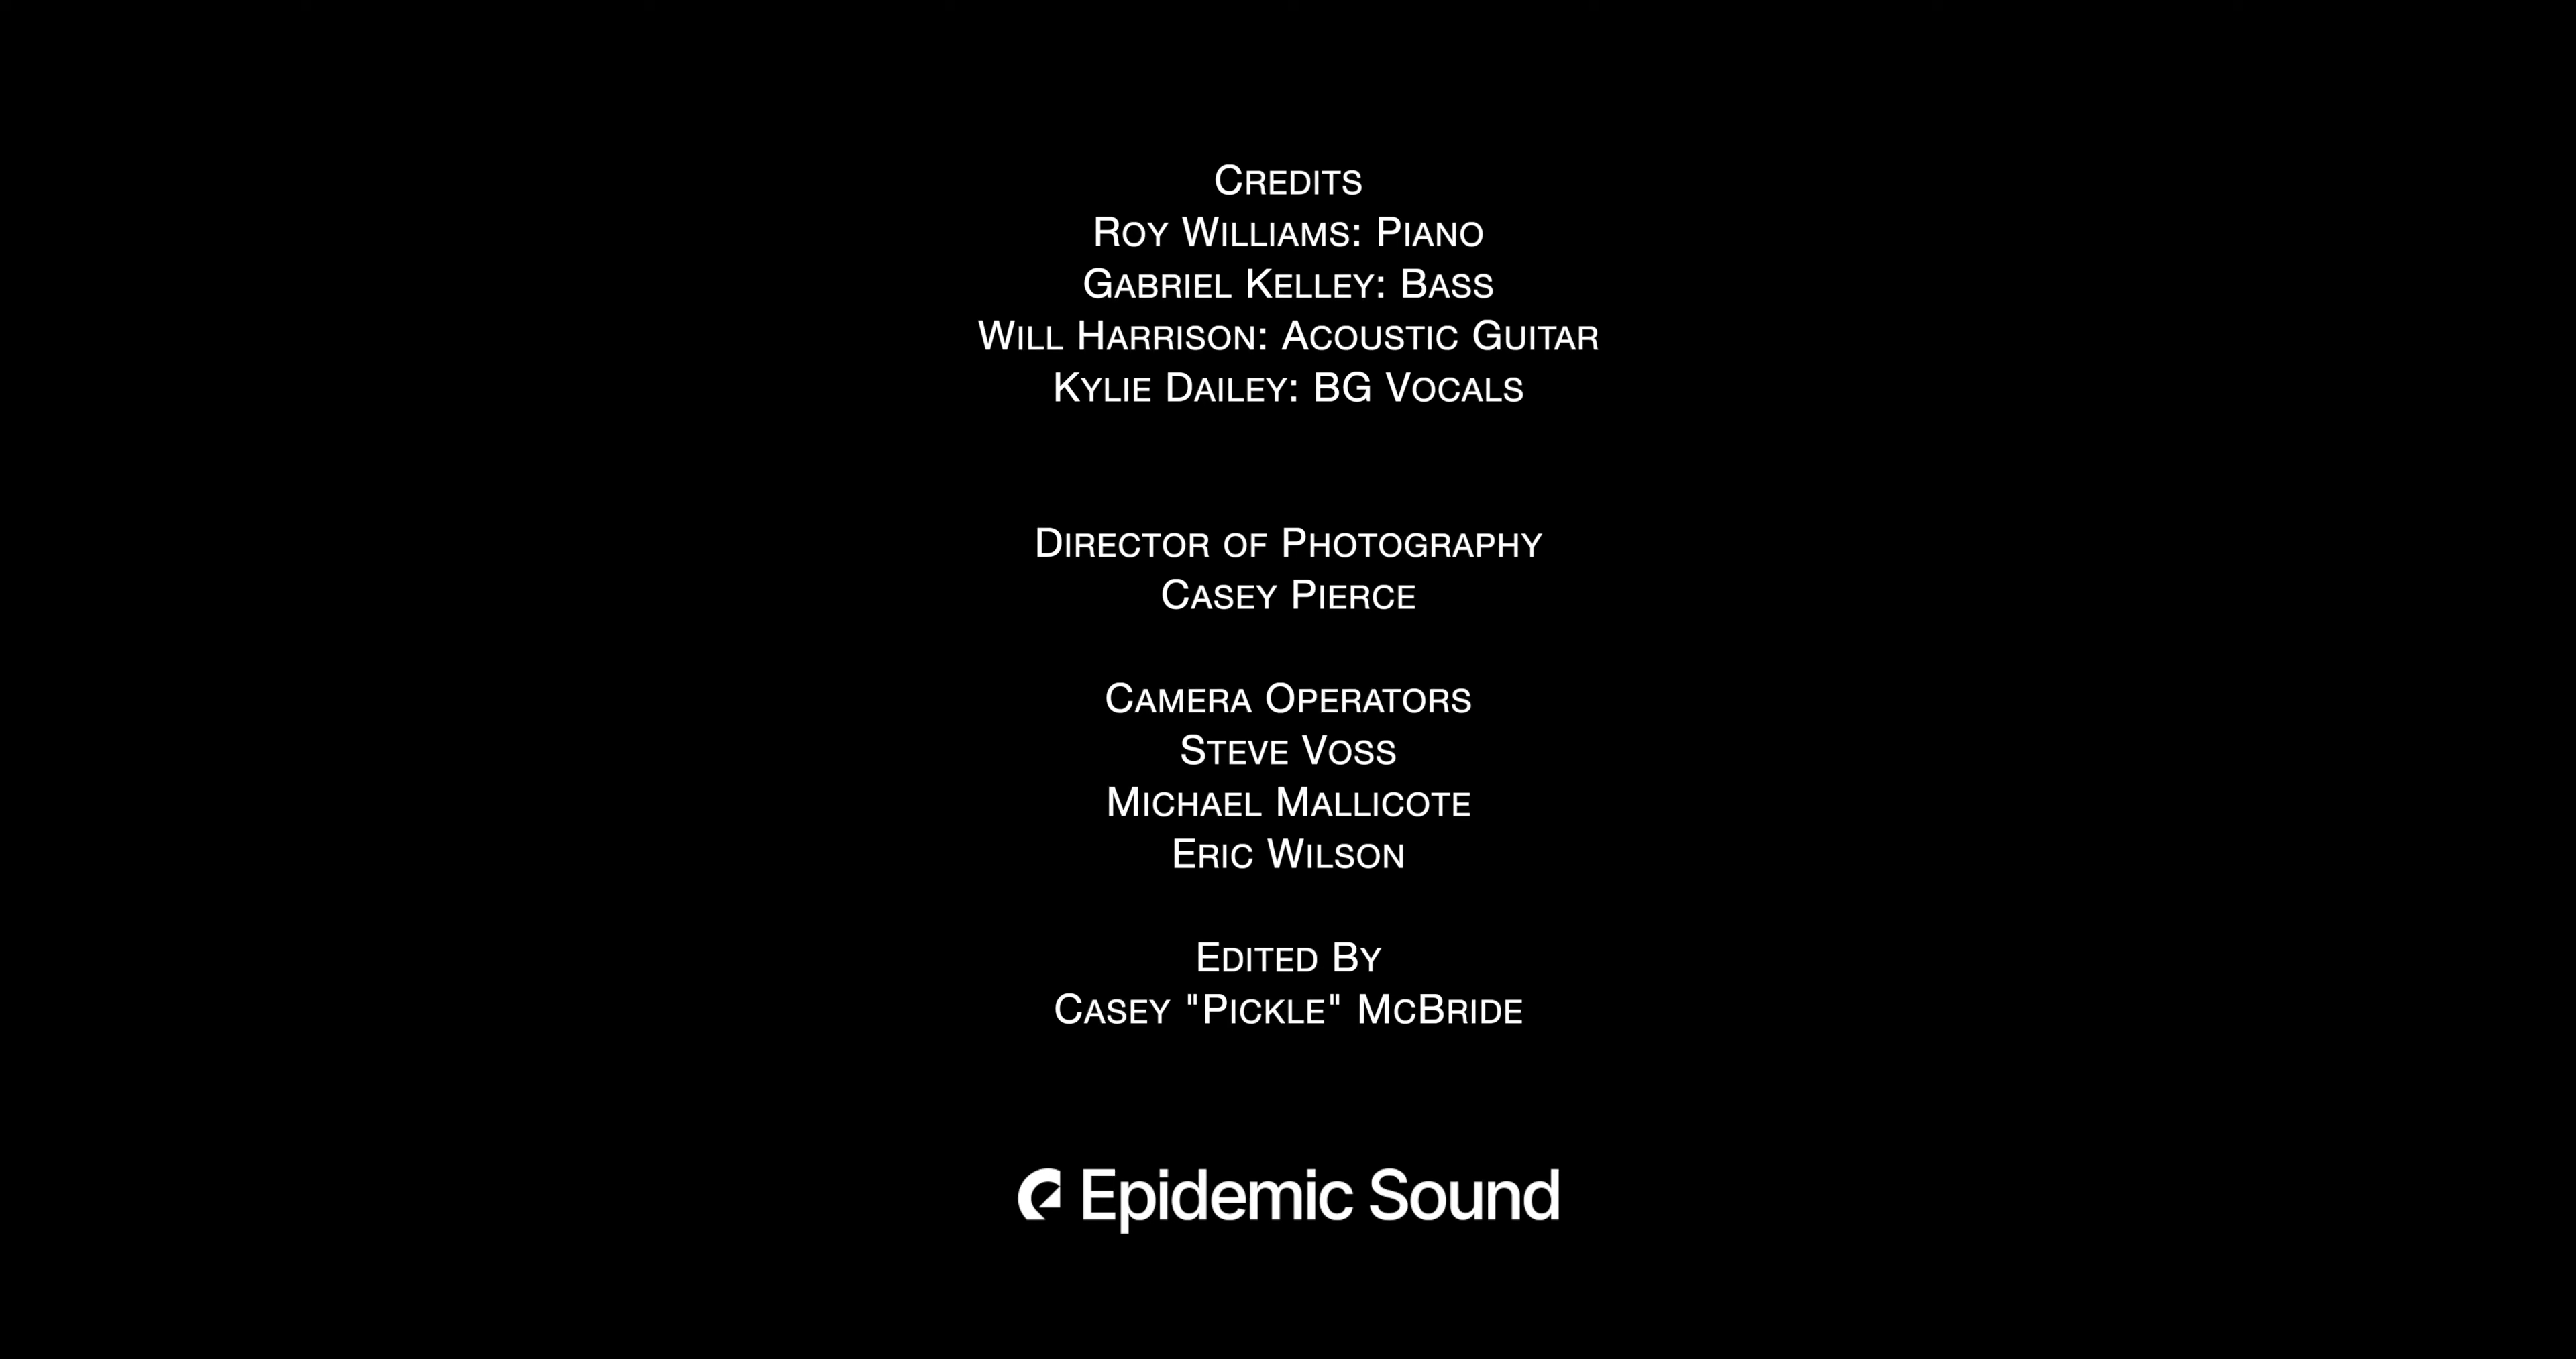 Credits
Roy Williams: Piano
Gabriel Kelley: Bass
Will Harrison: Acoustic Guitar
Kylie Dailey: BG Vocals
Director of Photography
Casey Pierce
Camera Operators
Steve Voss
Michael Mallicote
Eric Wilson
Edited By
Casey "Pickle" McBride
Epidemic Sound